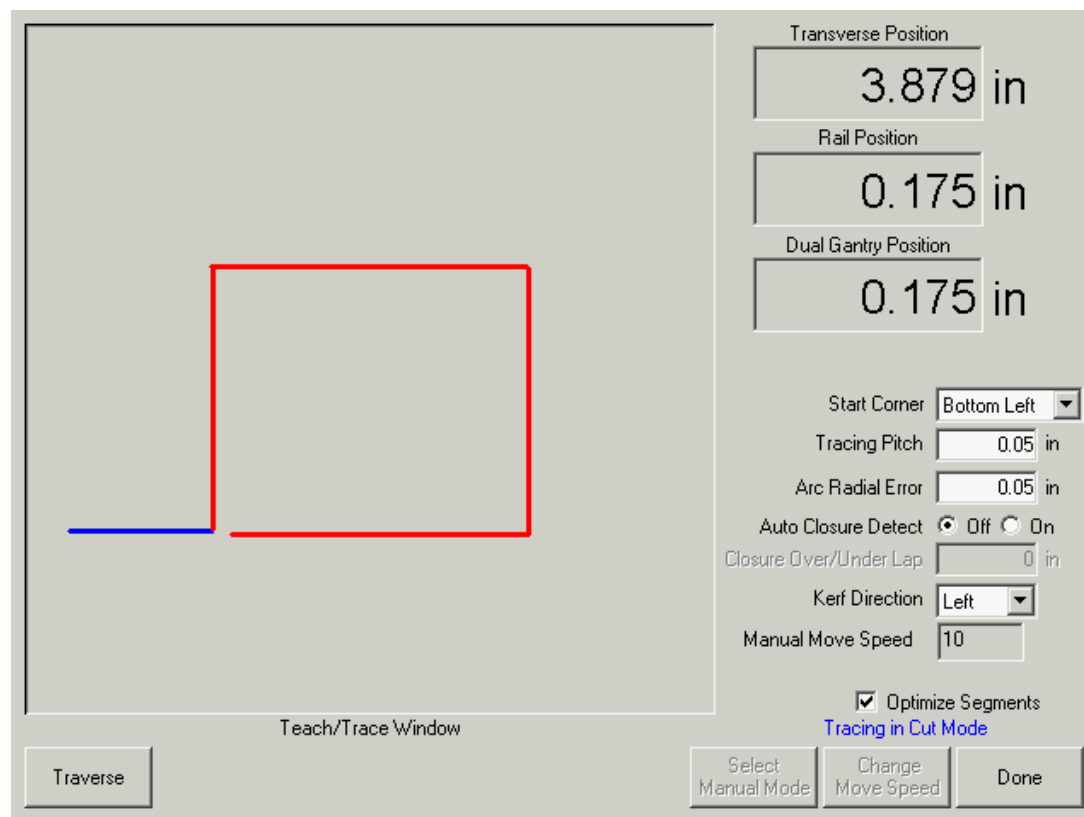 Transverse Position
3.879 in
Rail Position
0.175 in
Dual Gantry Position
0.175 in
Start Corner Bottom Left
Tracing Pitch 0.05 in
Arc Radial Error 0.05 in
Auto Closure Detect Off On
Closure Over/Under Lap 0 in
Kerf Direction Left
Manual Move Speed 10
Optimize Segments
Teach/Trace Window
Tracing in Cut Mode
Traverse
Select Manual Mode
Change Move Speed
Done